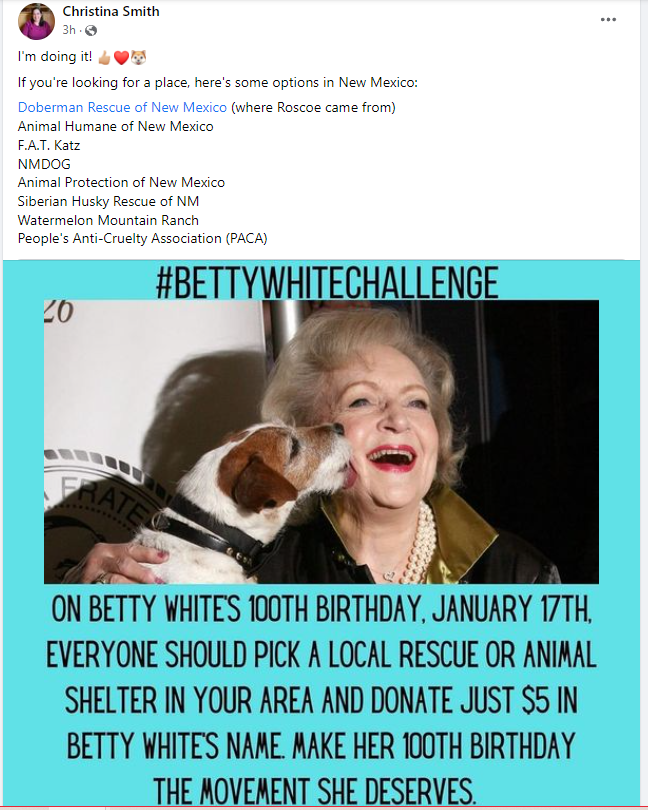 Christina Smith
3h ·
I'm doing it! 👍🏼❤️🐕
If you're looking for a place, here's some options in New Mexico:
Doberman Rescue of New Mexico (where Roscoe came from)
Animal Humane of New Mexico
F.A.T. Katz
NMDOG
Animal Protection of New Mexico
Siberian Husky Rescue of NM
Watermelon Mountain Ranch
People's Anti-Cruelty Association (PACA)
#BETTYWHITECHALLENGE
26
FRATE
ON BETTY WHITE'S 100TH BIRTHDAY, JANUARY 17TH,
EVERYONE SHOULD PICK A LOCAL RESCUE OR ANIMAL
SHELTER IN YOUR AREA AND DONATE JUST $5 IN
BETTY WHITE'S NAME. MAKE HER 100TH BIRTHDAY
THE MOVEMENT SHE DESERVES.